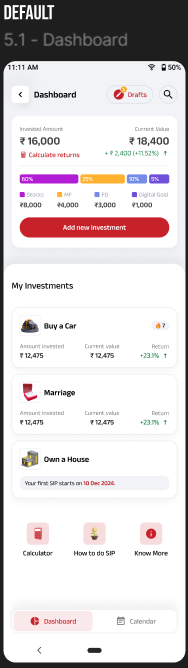 DEFAULT
5.1 - Dashboard
11:11 AM 50%
Dashboard Drafts
Invested Amount Current Value
₹ 16,000 ₹ 18,400
Calculate returns + ₹ 2,400 (+11.52%) ↑
60% 25% 10% 5%
Stocks MF FD Digital Gold
₹8,000 ₹4,000 ₹3,000 ₹1,000
Add new investment
My Investments
Buy a Car 7
Amount invested Current value Return
₹ 12,475 ₹ 12,475 +23.1% ↑
Marriage
Amount invested Current value Return
₹ 12,475 ₹ 12,475 +23.1% ↑
Own a House
Your first SIP starts on 10 Dec 2026.
Calculator How to do SIP Know More
Dashboard Calendar